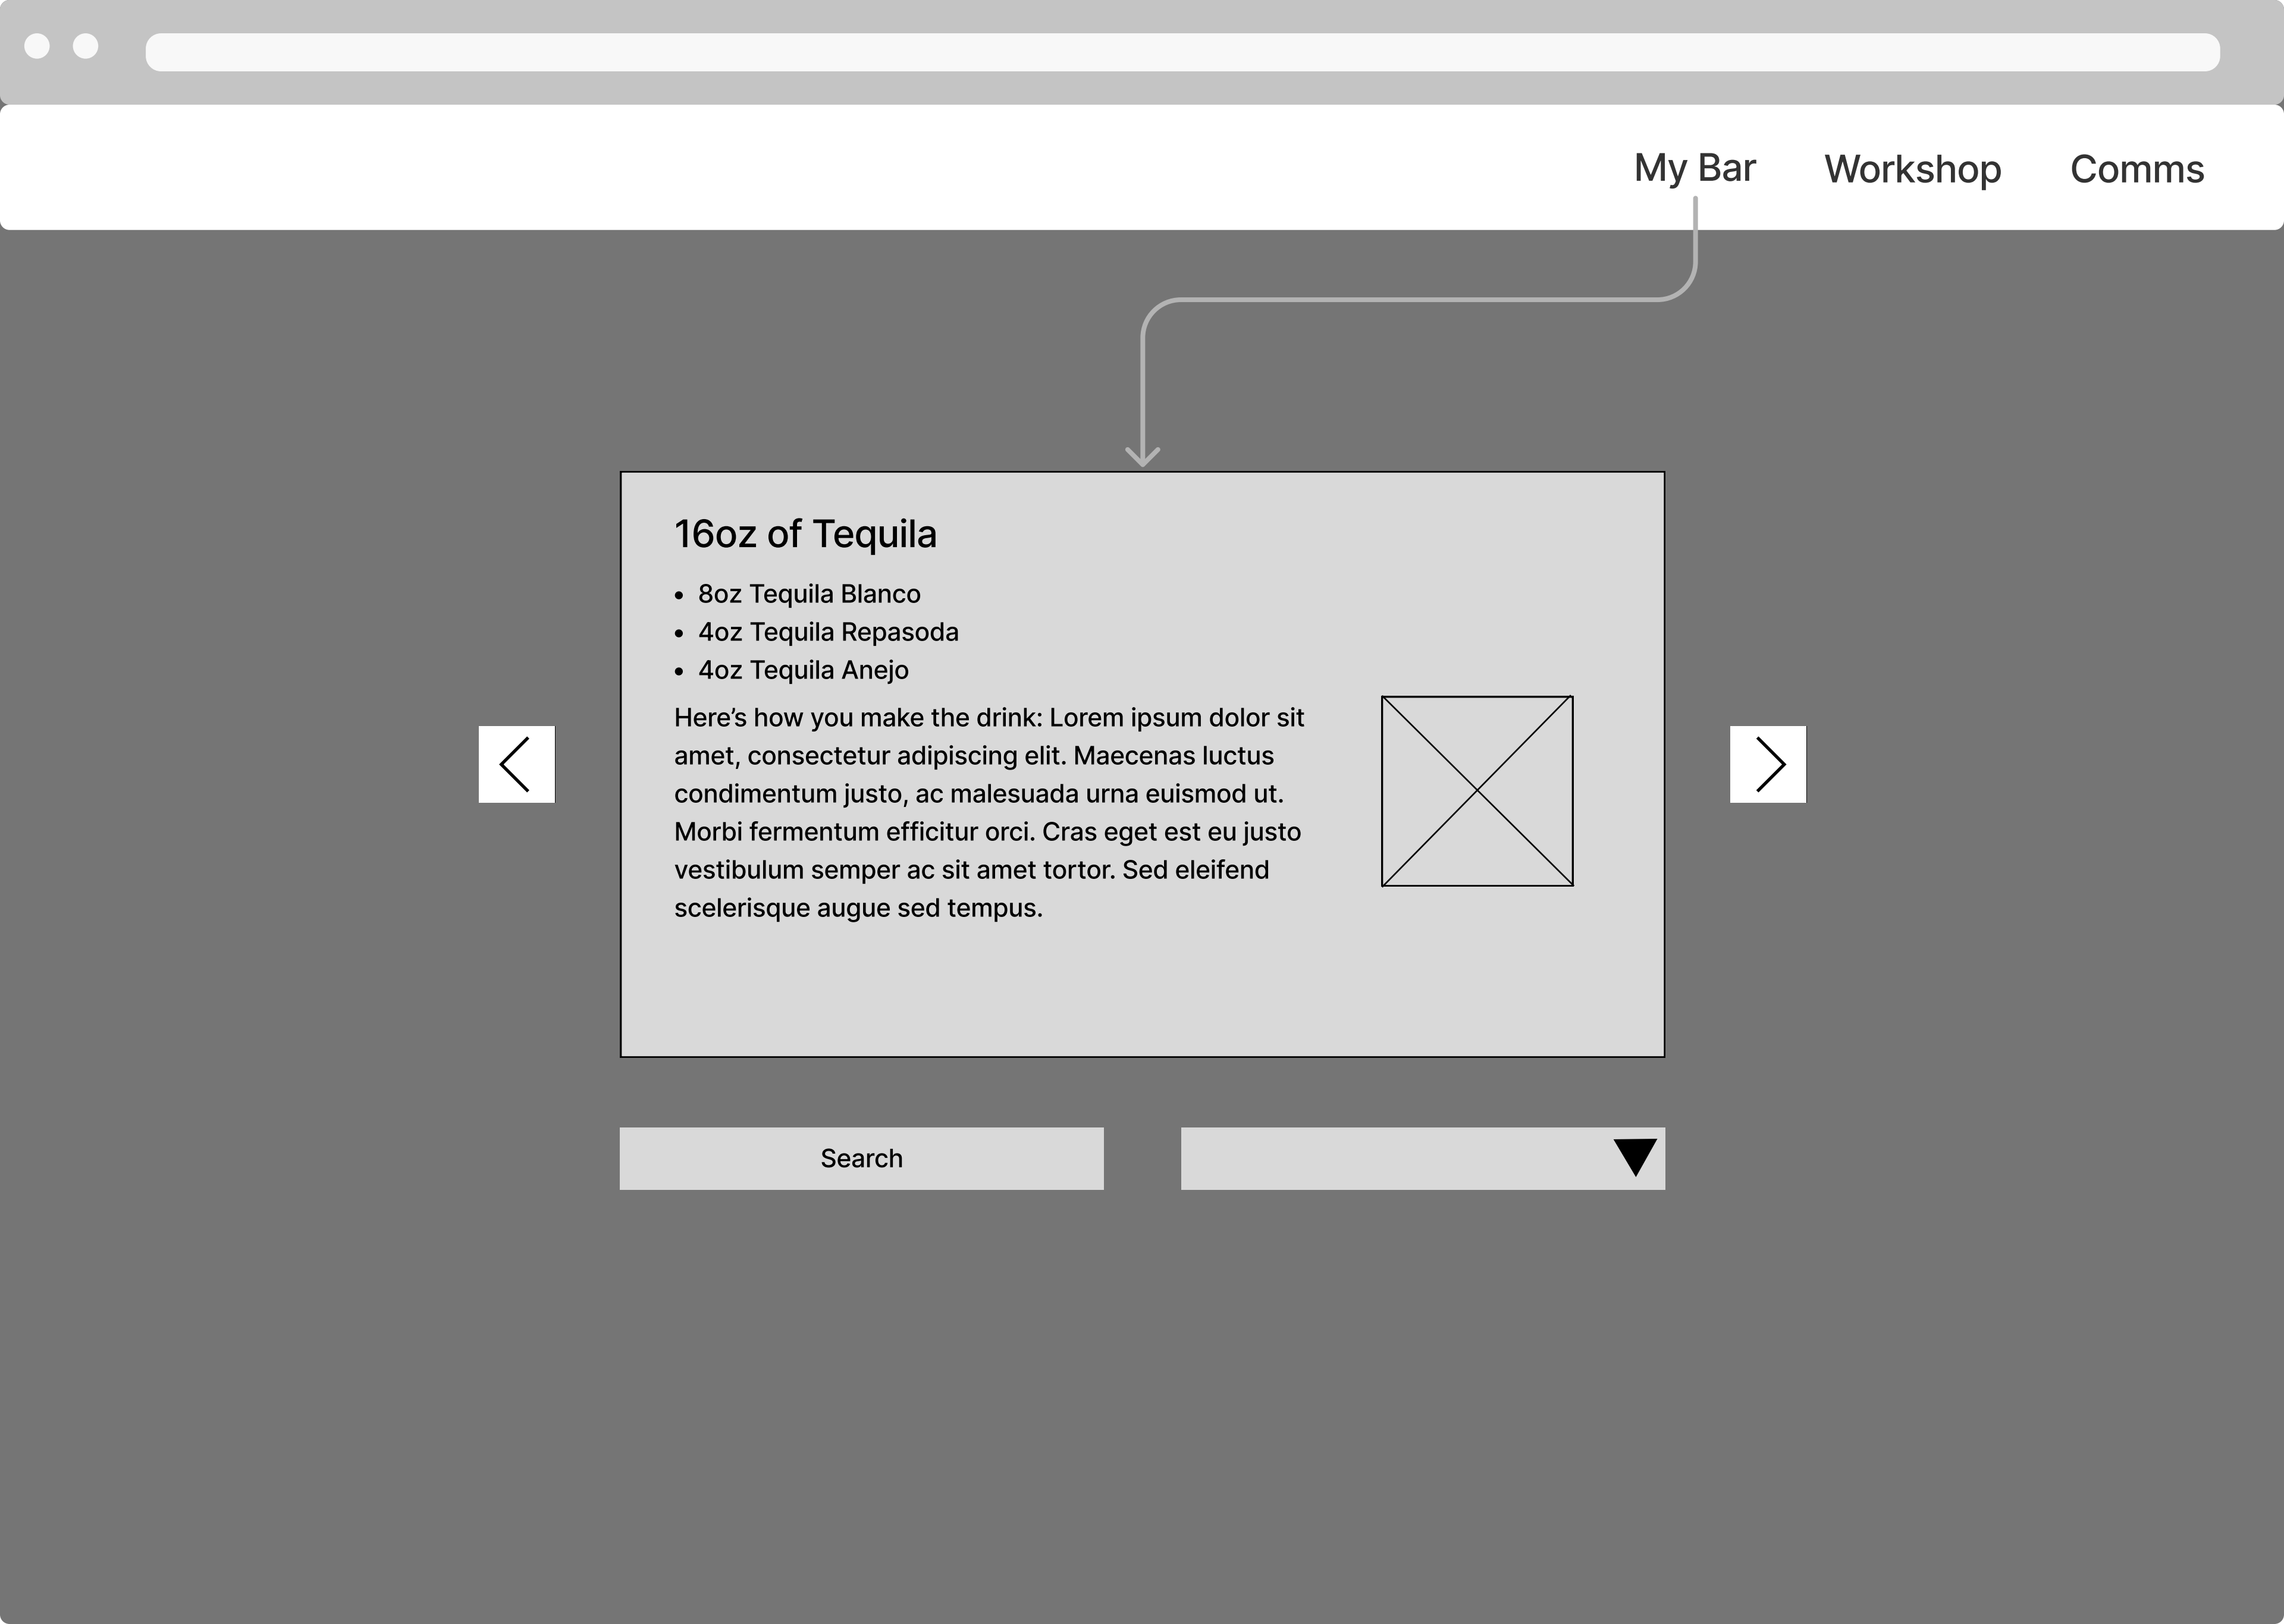 My Bar
Workshop
Comms
16oz of Tequila
• 8oz Tequila Blanco
• 4oz Tequila Repasoda
• 4oz Tequila Anejo
Here’s how you make the drink: Lorem ipsum dolor sit
amet, consectetur adipiscing elit. Maecenas luctus
condimentum justo, ac malesuada urna euismod ut.
Morbi fermentum efficitur orci. Cras eget est eu justo
vestibulum semper ac sit amet tortor. Sed eleifend
scelerisque augue sed tempus.
Search